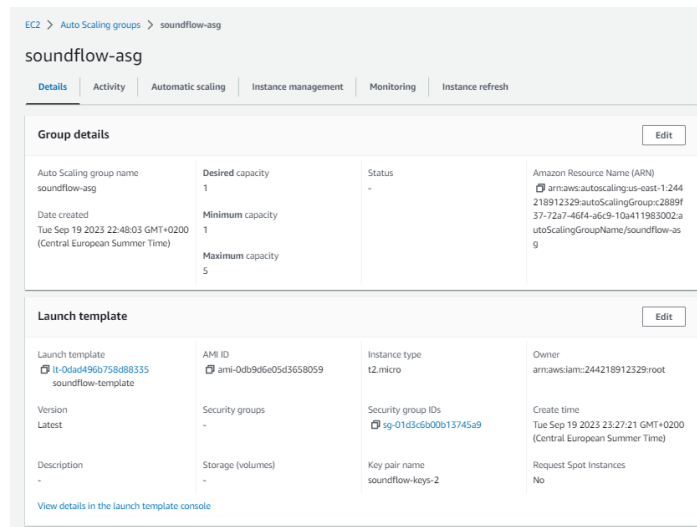 EC2 > Auto Scaling groups > soundflow-asg
soundflow-asg
Details Activity Automatic scaling Instance management Monitoring Instance refresh
Group details
Edit
Auto Scaling group name
soundflow-asg
Date created
Tue Sep 19 2023 22:48:03 GMT+0200
(Central European Summer Time)
Desired capacity
1
Minimum capacity
1
Maximum capacity
5
Status
-
Amazon Resource Name (ARN)
arn:aws:autoscaling:us-east-1:244
218912329:autoScalingGroup:c2889f
37-72a7-46f4-a6c9-10a411983002:a
utoScalingGroupName/soundflow-as
g
Launch template
Edit
Launch template
lt-0dad496b758d88335
soundflow-template
AMI ID
ami-0db9d6e05d3658059
Instance type
t2.micro
Owner
arn:aws:iam::244218912329:root
Version
Latest
Security groups
-
Security group IDs
sg-01d3c6b00b13745a9
Create time
Tue Sep 19 2023 23:27:21 GMT+0200
(Central European Summer Time)
Description
-
Storage (volumes)
-
Key pair name
soundflow-keys-2
Request Spot Instances
No
View details in the launch template console